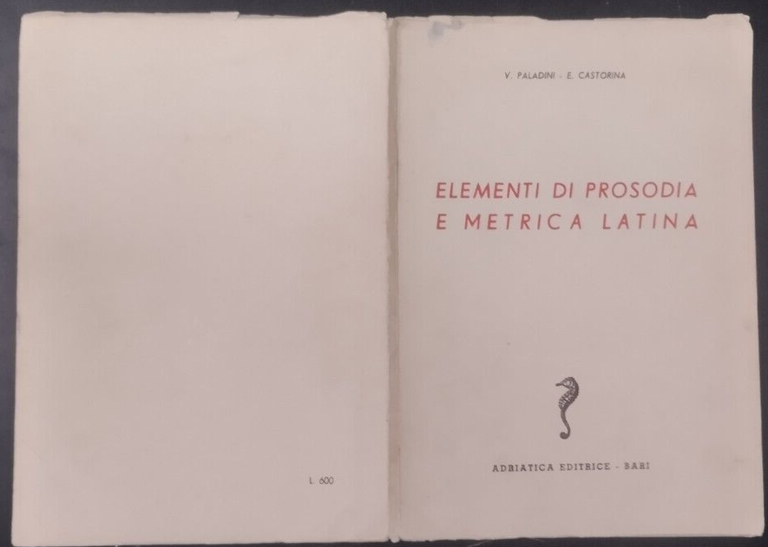 V. PALADINI - E. CASTORINA
ELEMENTI DI PROSODIA
E METRICA LATINA
ADRIATICA EDITRICE - BARI
L. 600